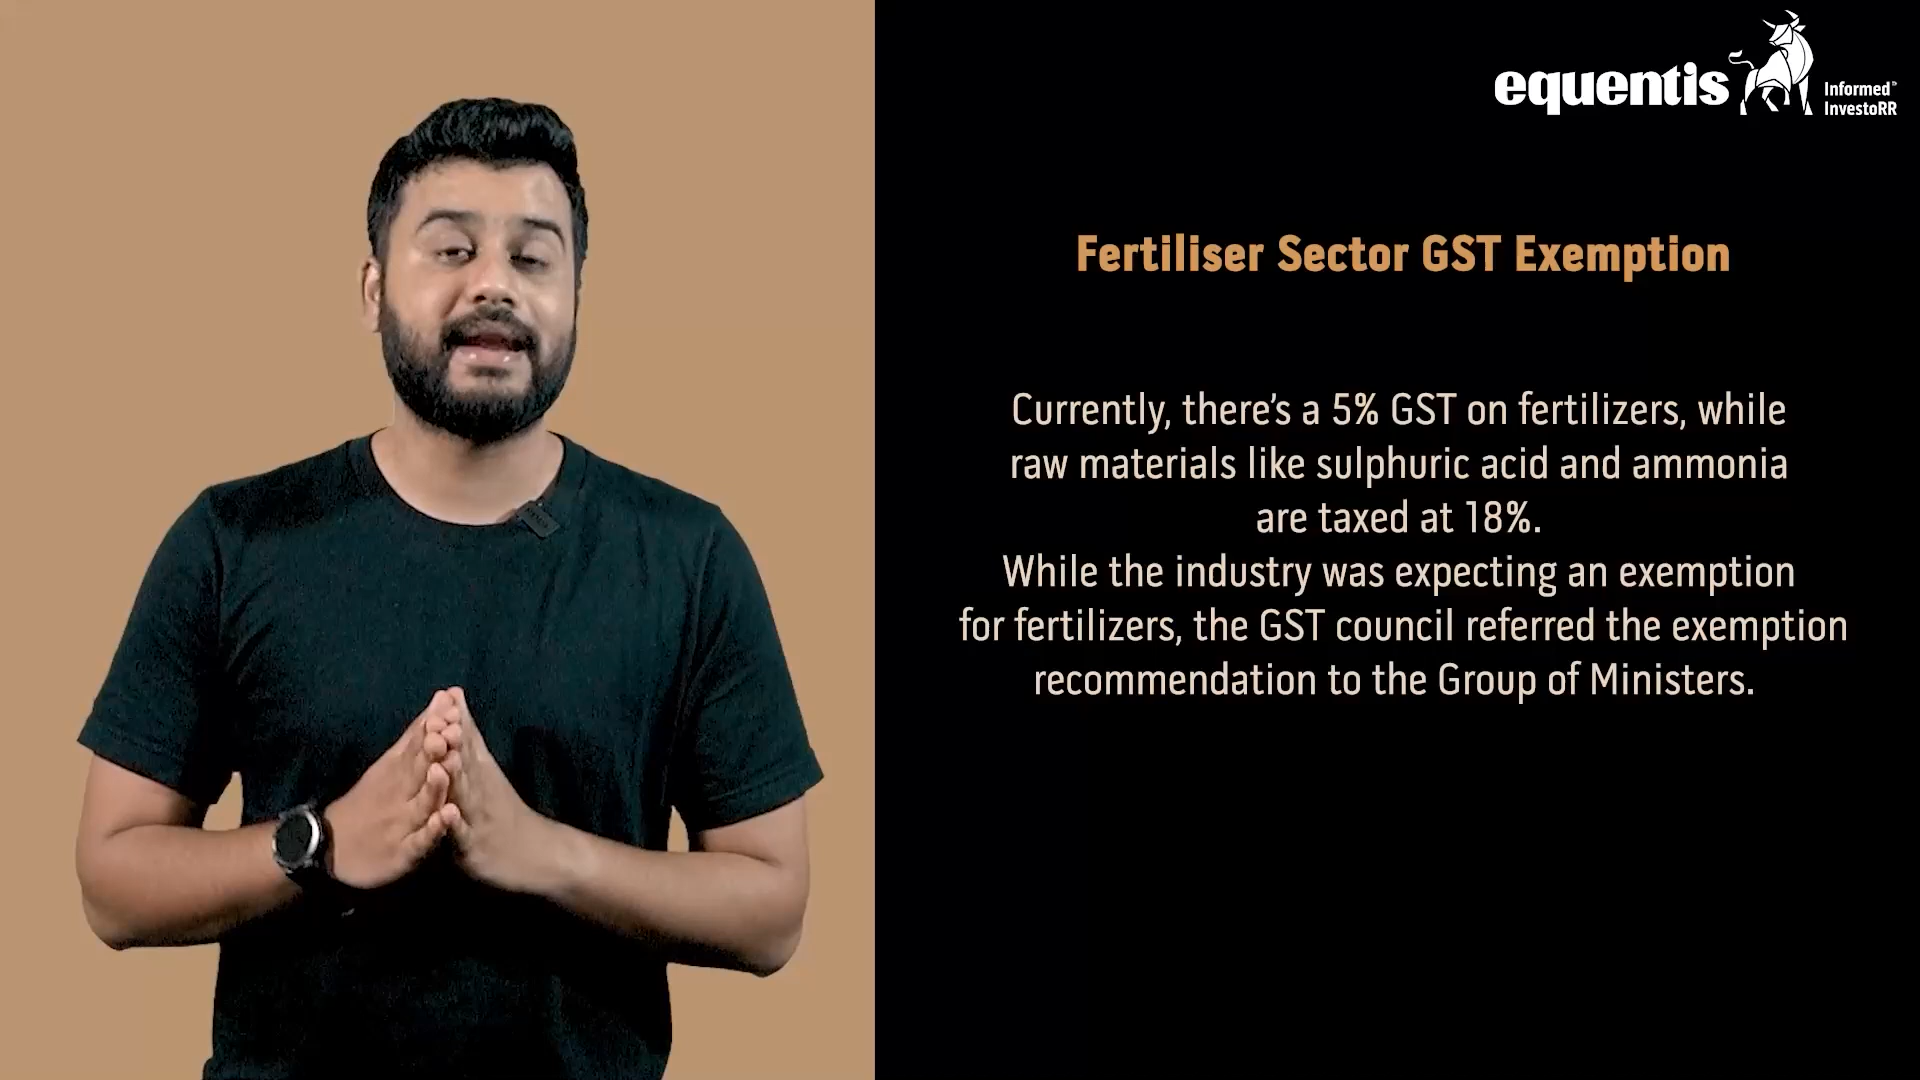 equentis
Informed
InvestoRR
Fertiliser Sector GST Exemption
Currently, there's a 5% GST on fertilizers, while
raw materials like sulphuric acid and ammonia
are taxed at 18%.
While the industry was expecting an exemption
for fertilizers, the GST council referred the exemption
recommendation to the Group of Ministers.